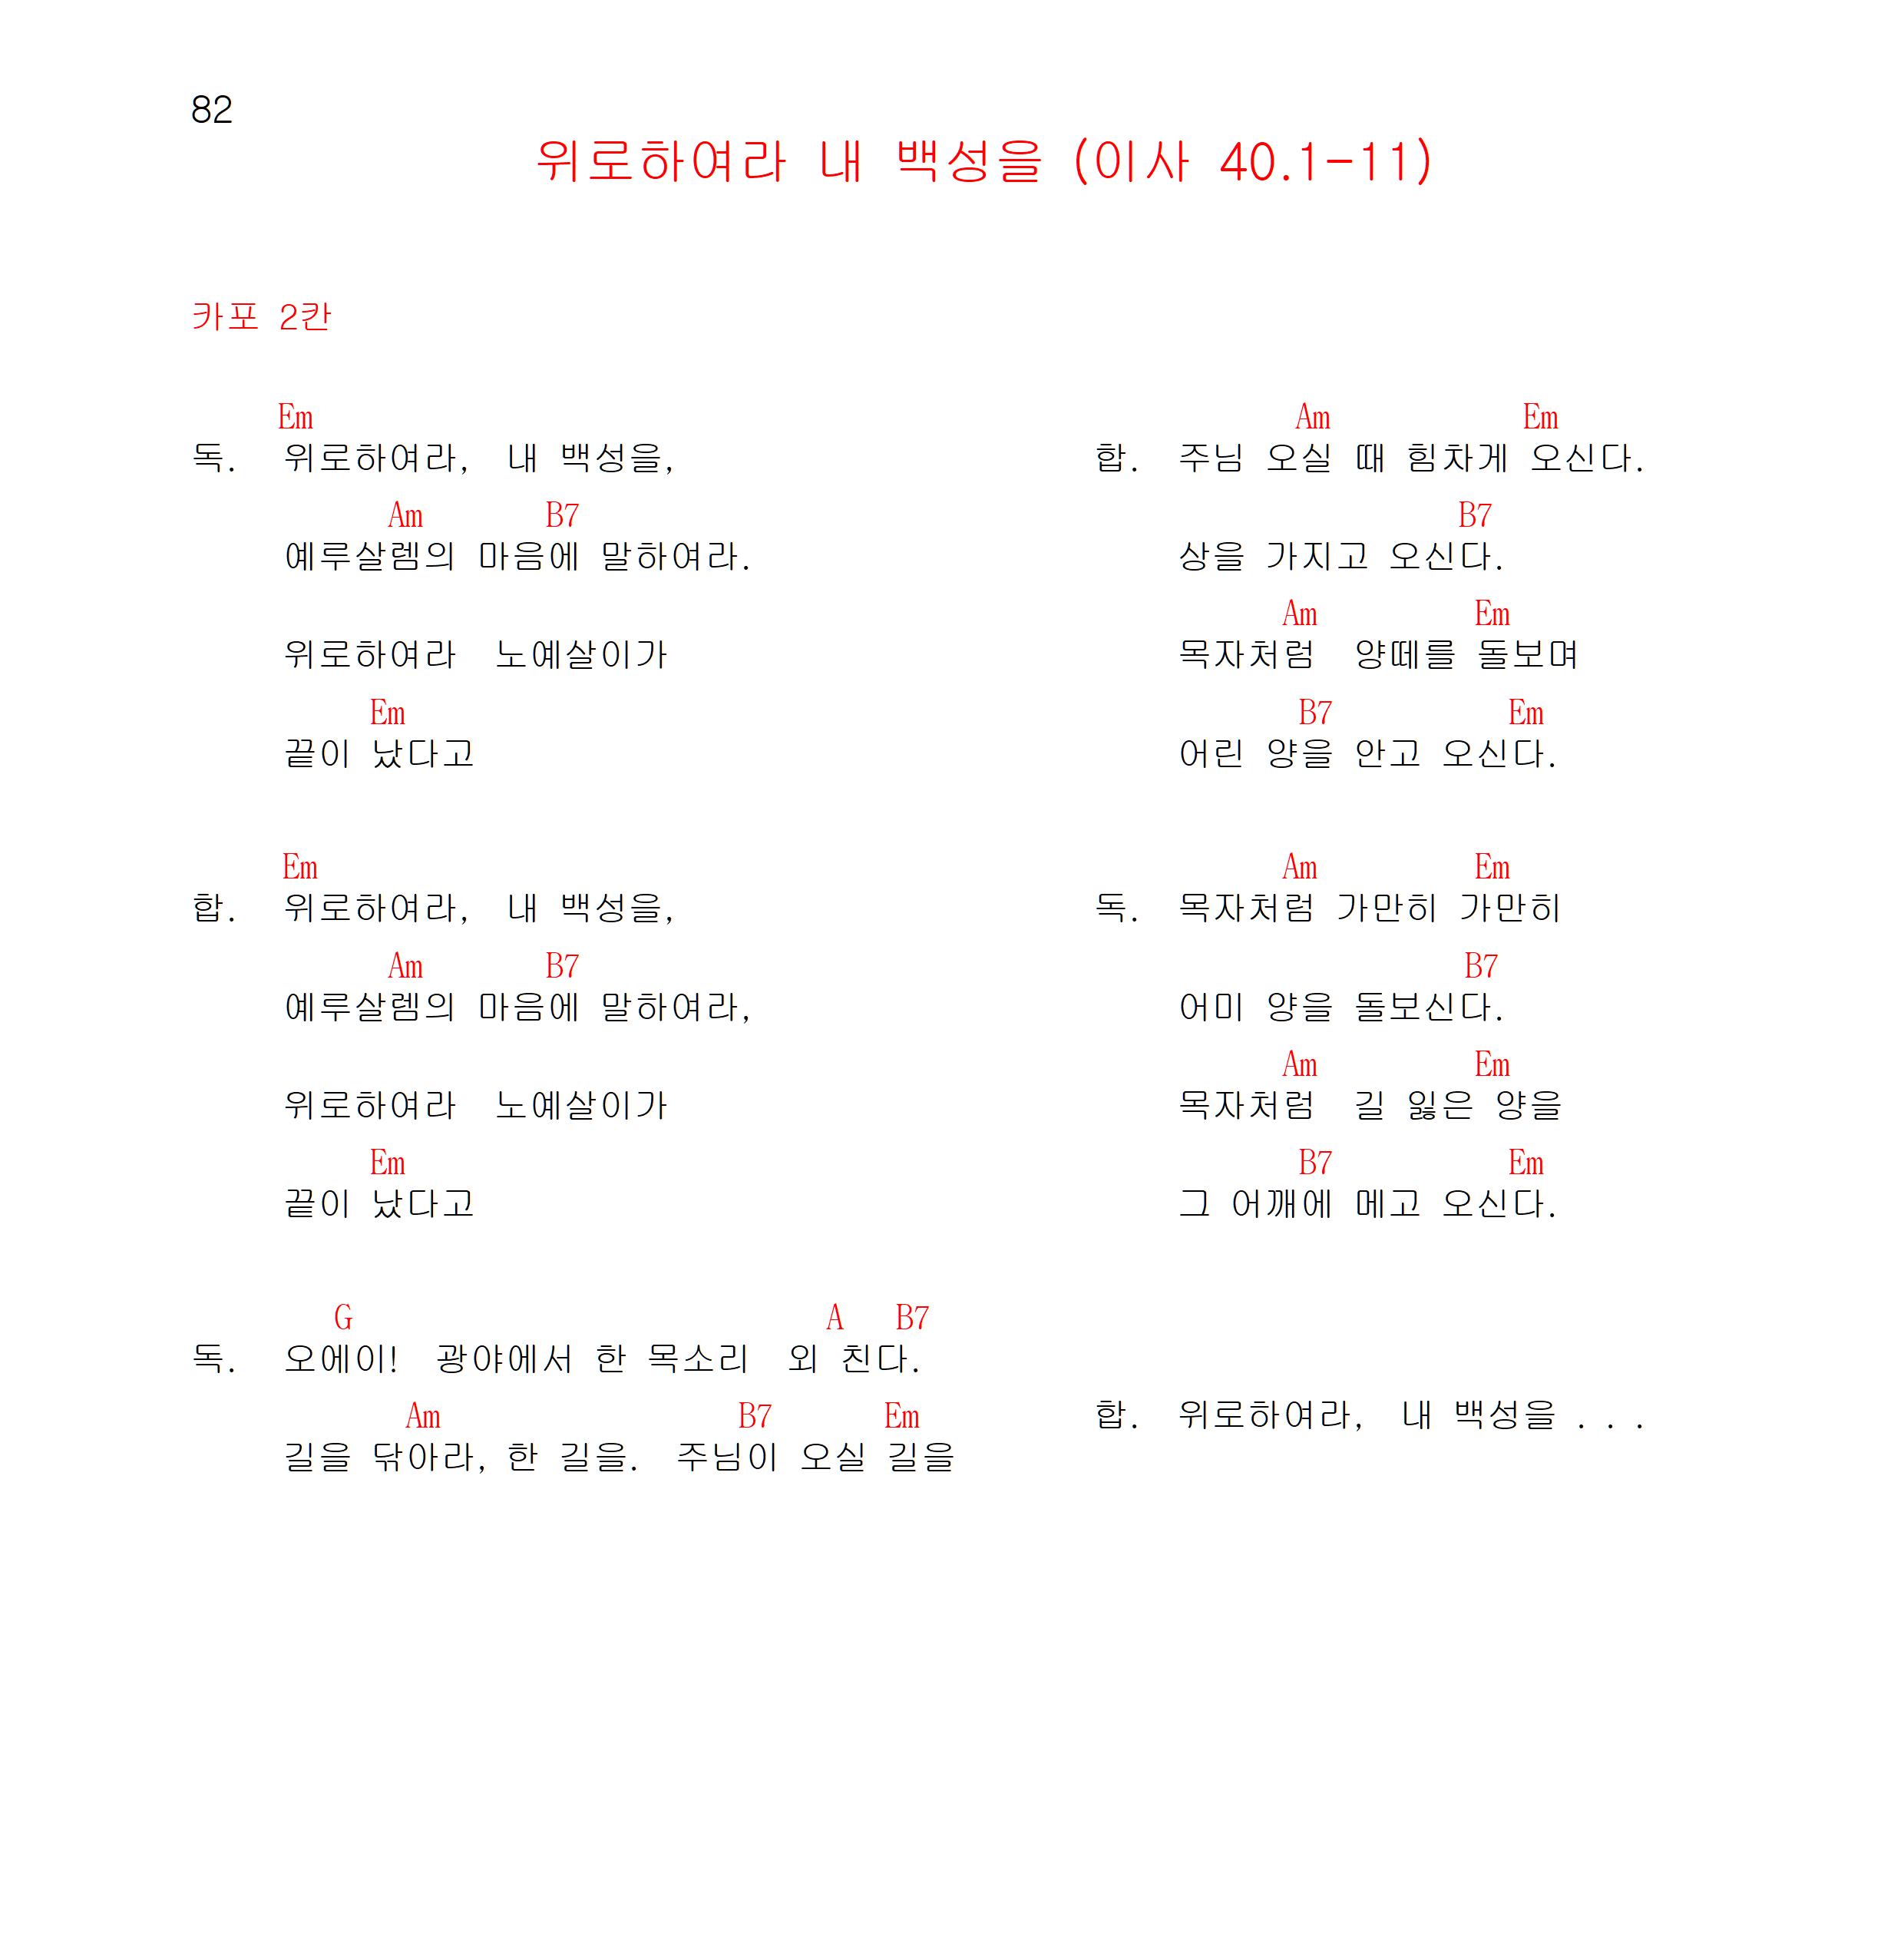 82
위로하여라 내 백성을 (이사 40.1-11)
카포 2칸
Em
독. 위로하여라, 내 백성을,
Am B7
예루살렘의 마음에 말하여라.
위로하여라 노예살이가
Em
끝이 났다고
Em
합. 위로하여라, 내 백성을,
Am B7
예루살렘의 마음에 말하여라,
위로하여라 노예살이가
Em
끝이 났다고
G A B7
독. 오에이! 광야에서 한 목소리 외 친다.
Am B7 Em
길을 닦아라, 한 길을. 주님이 오실 길을
Am Em
합. 주님 오실 때 힘차게 오신다.
B7
상을 가지고 오신다.
Am Em
목자처럼 양떼를 돌보며
B7 Em
어린 양을 안고 오신다.
Am Em
독. 목자처럼 가만히 가만히
B7
어미 양을 돌보신다.
Am Em
목자처럼 길 잃은 양을
B7 Em
그 어깨에 메고 오신다.
합. 위로하여라, 내 백성을 . . .